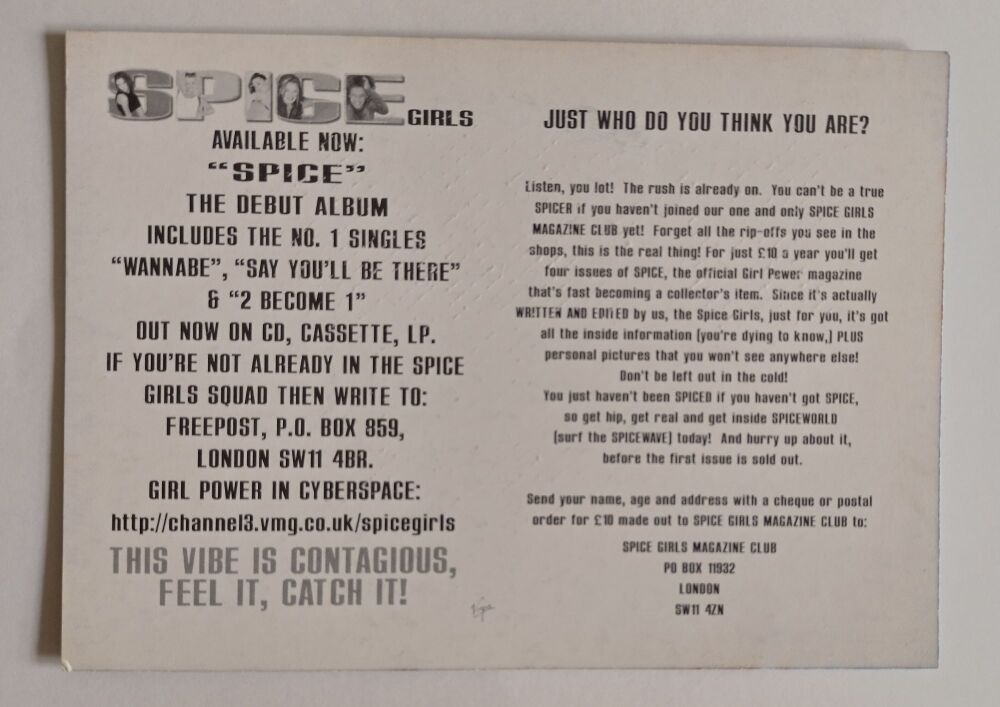 SPICE GIRLS
AVAILABLE NOW:
“SPICE”
THE DEBUT ALBUM
INCLUDES THE NO. 1 SINGLES
“WANNABE”, “SAY YOU'LL BE THERE”
& “2 BECOME 1”
OUT NOW ON CD, CASSETTE, LP.
IF YOU'RE NOT ALREADY IN THE SPICE
GIRLS SQUAD THEN WRITE TO:
FREEPOST, P.O. BOX 859,
LONDON SW11 4BR.
GIRL POWER IN CYBERSPACE:
http://channel3.vmg.co.uk/spicegirls
THIS VIBE IS CONTAGIOUS,
FEEL IT, CATCH IT!
Virgin
JUST WHO DO YOU THINK YOU ARE?
Listen, you lot! The rush is already on. You can't be a true
SPICER if you haven't joined our one and only SPICE GIRLS
MAGAZINE CLUB yet! Forget all the rip-offs you see in the
shops, this is the real thing! For just £10 a year you'll get
four issues of SPICE, the official Girl Power magazine
that's fast becoming a collector's item. Since it's actually
WRITTEN AND EDITED by us, the Spice Girls, just for you, it's got
all the inside information (you're dying to know,) PLUS
personal pictures that you won't see anywhere else!
Don't be left out in the cold!
You just haven't been SPICED if you haven't got SPICE,
so get hip, get real and get inside SPICEWORLD
(surf the SPICEWAVE) today! And hurry up about it,
before the first issue is sold out.
Send your name, age and address with a cheque or postal
order for £10 made out to SPICE GIRLS MAGAZINE CLUB to:
SPICE GIRLS MAGAZINE CLUB
PO BOX 11932
LONDON
SW11 4ZN